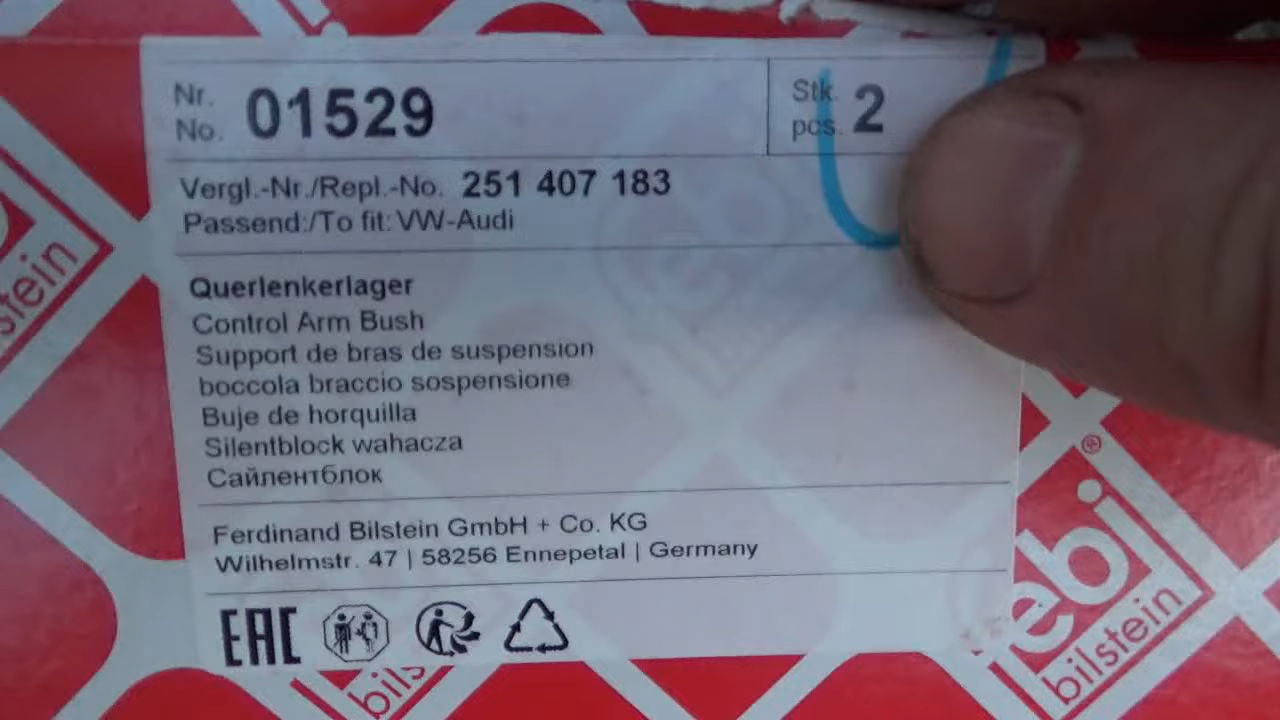 Nr. No. 01529
Stk. pcs. 2
Vergl.-Nr./Repl.-No. 251 407 183
Passend:/To fit: VW-Audi
Querlenkerlager
Control Arm Bush
Support de bras de suspension
boccola braccio sospensione
Buje de horquilla
Silentblock wahacza
Сайлентблок
Ferdinand Bilstein GmbH + Co. KG
Wilhelmstr. 47 | 58256 Ennepetal | Germany
EAC
stein
bils
febi®
bilstein